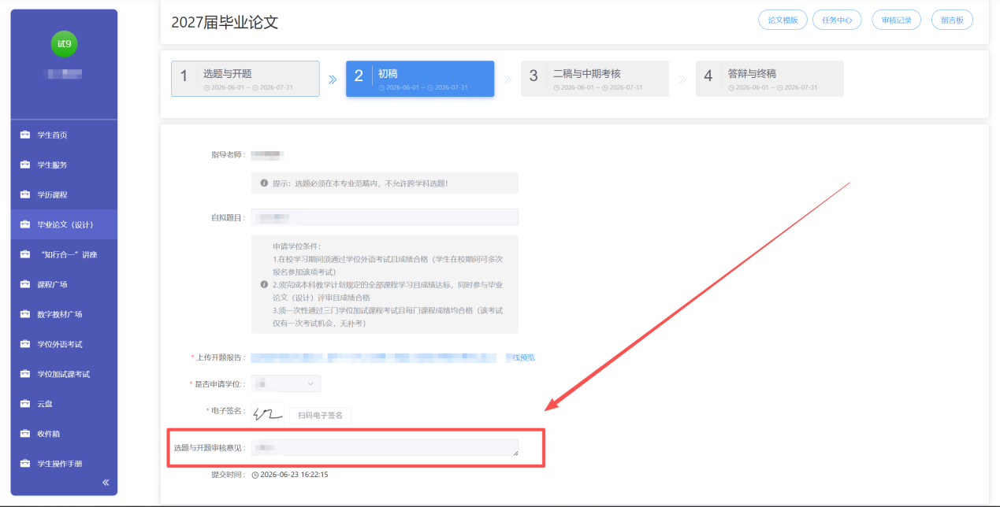 试9
学生首页
学生服务
学历课程
毕业论文（设计）
“知行合一”讲座
课程广场
数字教材广场
学位外语考试
学位加试课考试
云盘
收件箱
学生操作手册
2027届毕业论文
论文模版
任务中心
审核记录
留言板
1 选题与开题
2026-06-01 ~ 2026-07-31
2 初稿
2026-06-01 ~ 2026-07-31
3 二稿与中期考核
2026-06-01 ~ 2026-07-31
4 答辩与终稿
2026-06-01 ~ 2026-07-31
指导老师：
提示：选题必须在本专业范畴内，不允许跨学科选题！
自拟题目：
申请学位条件：
1.在校学习期间须通过学位外语考试且成绩合格（学生在校期间可多次
报名参加该项考试）
2.须完成本科教学计划规定的全部课程学习且成绩达标，同时参与毕业
论文（设计）评审且成绩合格
3.须一次性通过三门学位加试课程考试且每门课程成绩均合格（该考试
仅有一次考试机会，无补考）
* 上传开题报告： 线预览
* 是否申请学位：:
* 电子签名： 扫码电子签名
选题与开题审核意见：
提交时间： 2026-06-23 16:22:15